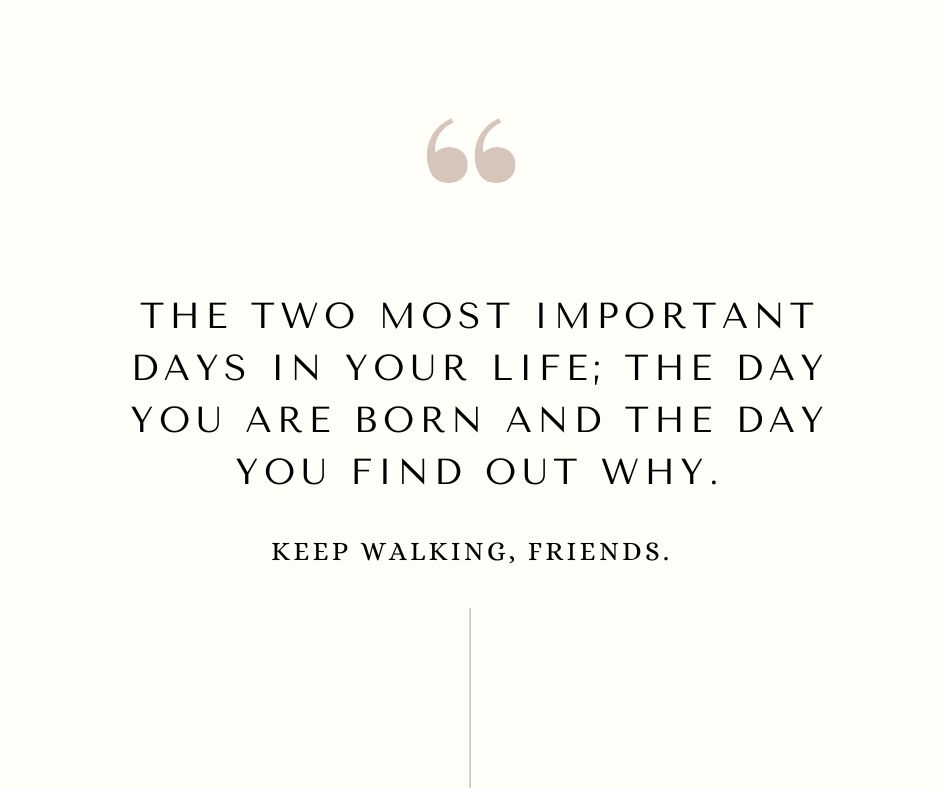 “
THE TWO MOST IMPORTANT
DAYS IN YOUR LIFE; THE DAY
YOU ARE BORN AND THE DAY
YOU FIND OUT WHY.
KEEP WALKING, FRIENDS.